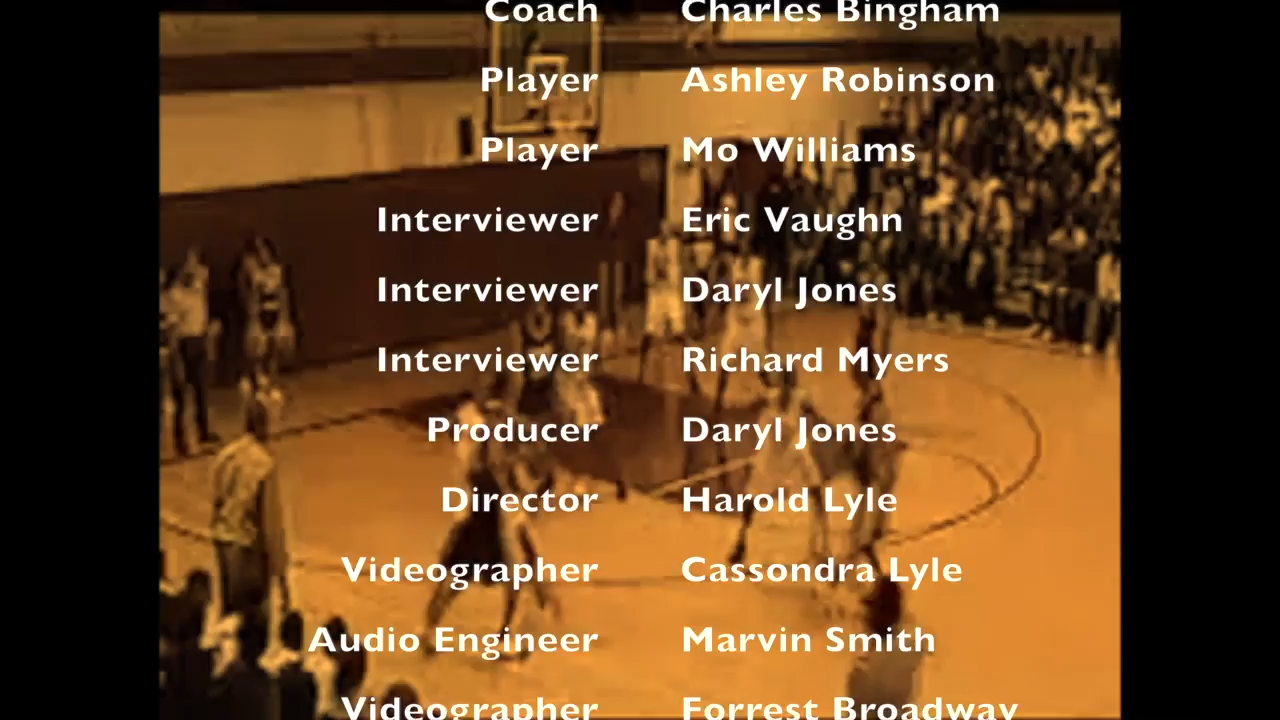 Coach Charles Bingham
Player Ashley Robinson
Player Mo Williams
Interviewer Eric Vaughn
Interviewer Daryl Jones
Interviewer Richard Myers
Producer Daryl Jones
Director Harold Lyle
Videographer Cassondra Lyle
Audio Engineer Marvin Smith
Videographer Forrest Broadway